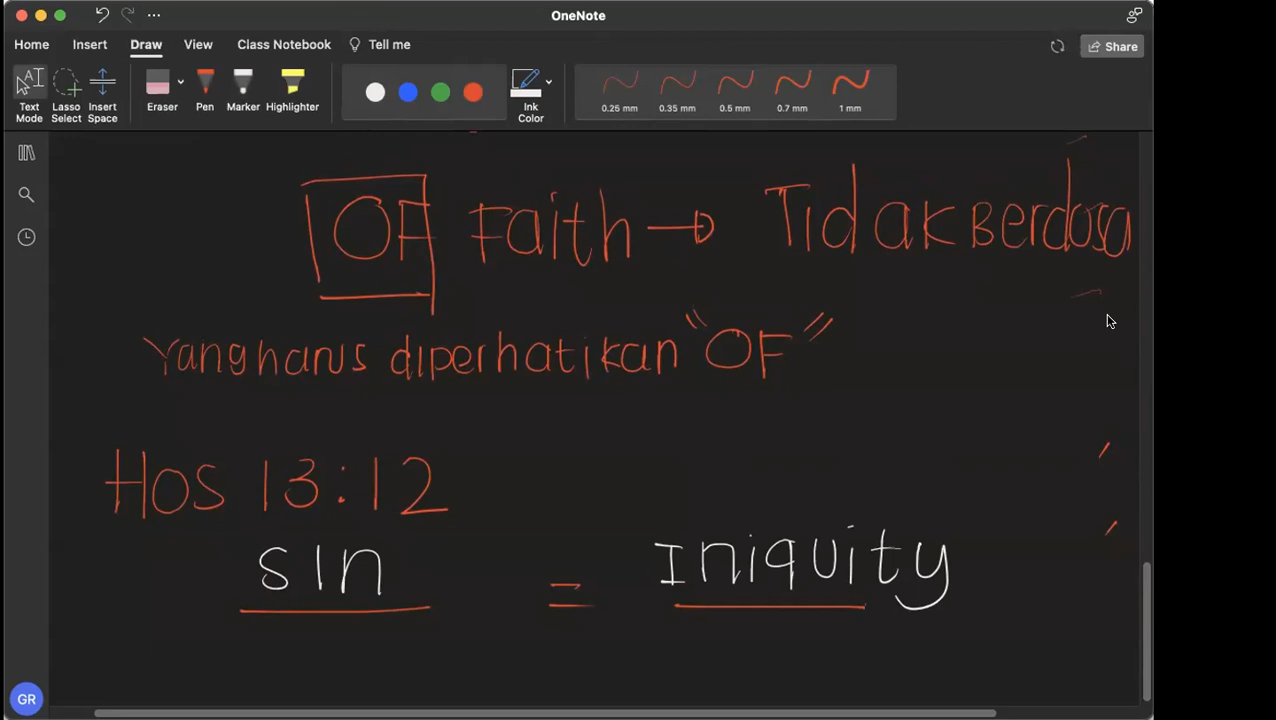 OneNote
Home Insert Draw View Class Notebook Tell me Share
Text Mode
Lasso Select
Insert Space
Eraser
Pen
Marker
Highlighter
Ink Color
0.25 mm
0.35 mm
0.5 mm
0.7 mm
1 mm
OF Faith → Tidak Berdosa
Yang harus diperhatikan "OF"
Hos 13:12
sin = Iniquity
GR